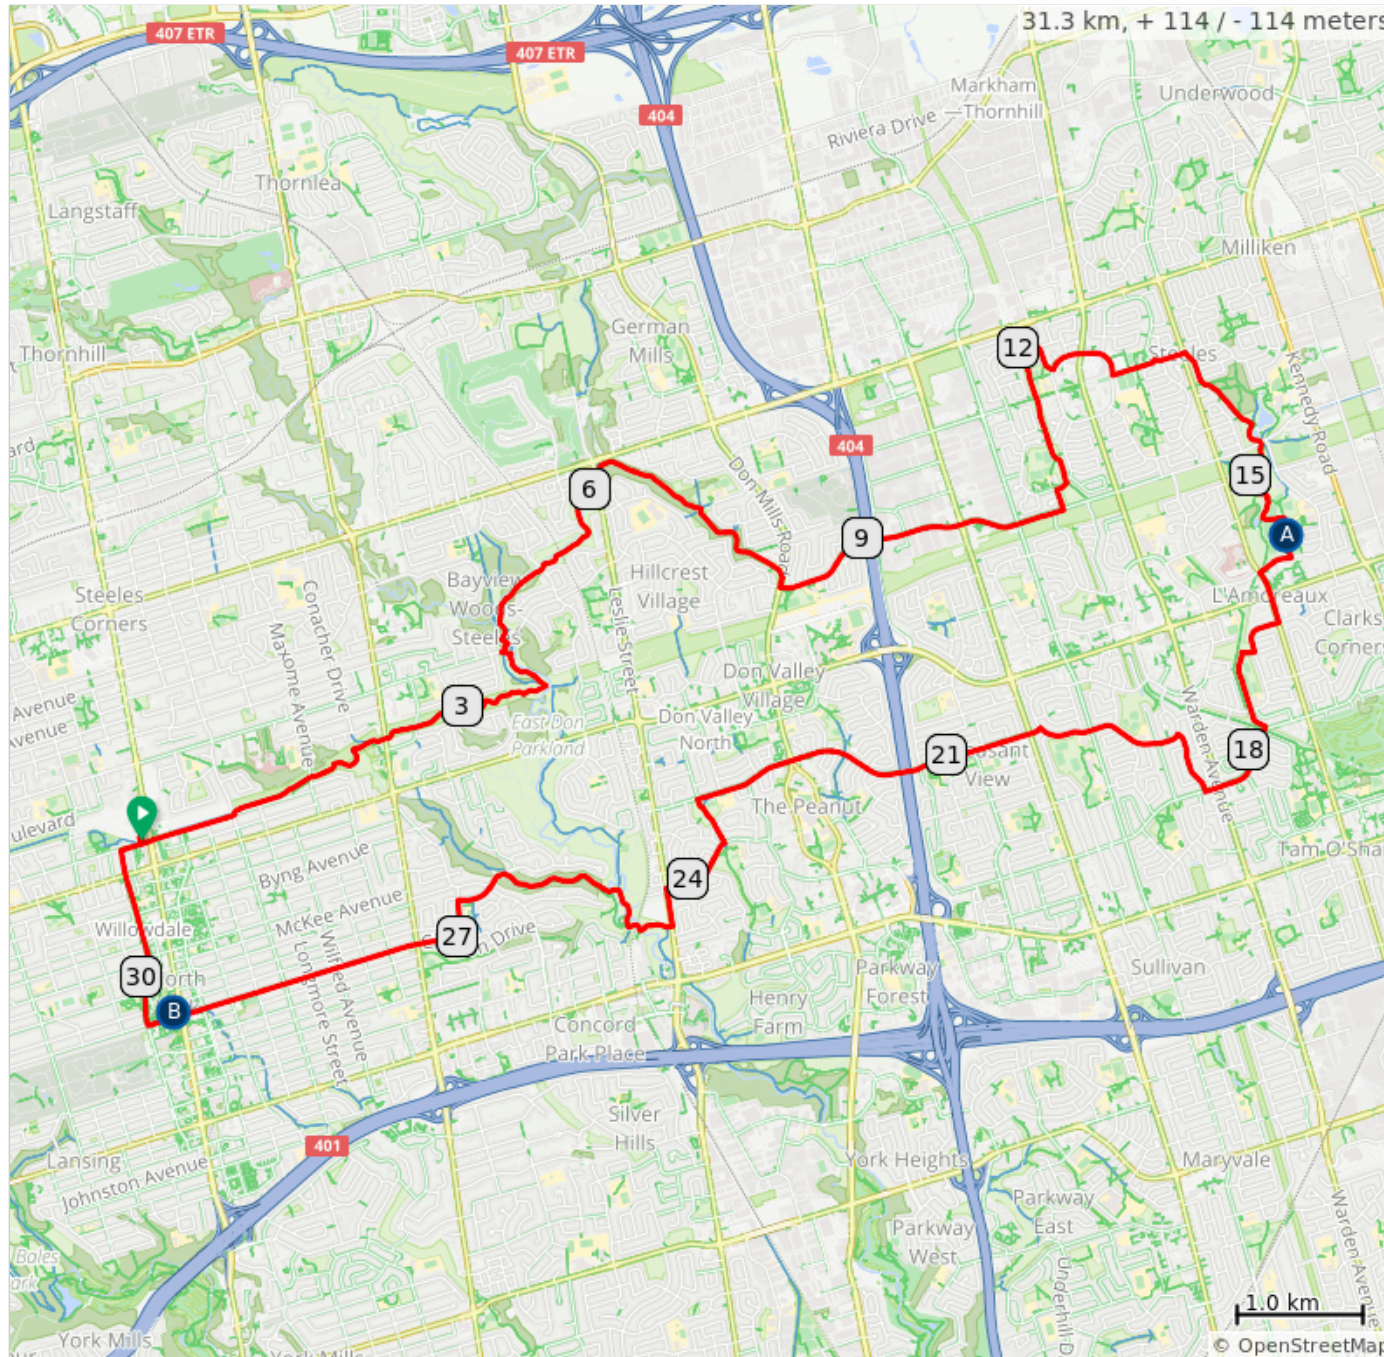 31.3 km, + 114 / - 114 meters
407 ETR
407 ETR
404
Markham
—Thornhill
Underwood
Riviera Drive
Thornlea
Langstaff
Milliken
German
Mills
Thornhill
12
Steeles
Kennedy Road
404
Don Mills Road
15
6
9
A
Steeles
Corners
Conacher Drive
Maxome Avenue
Bayview
Woods-
Steeles
Hillcrest
Village
Leslie Street
L'Amoreaux
Clarks
Corners
Don Valley
Village
Avenue
3
East Don
Parkland
Don Valley
North
Warden Avenue
18
21
View
The Peanut
Tam O'Sha
Byng Avenue
24
McKee Avenue
Willowdale
27
Drive
Wilfred Avenue
Longmore Street
30
B
Parkway
Forest
Sullivan
Henry
Farm
Concord
Park Place
Silver
Hills
401
Lansing
Johnston Avenue
York Heights
Maryvale
Parkway
East
Parkway
West
Warden Avenue
Underhill D
Bales
York Mills
York Mills
1.0 km
© OpenStreetMap